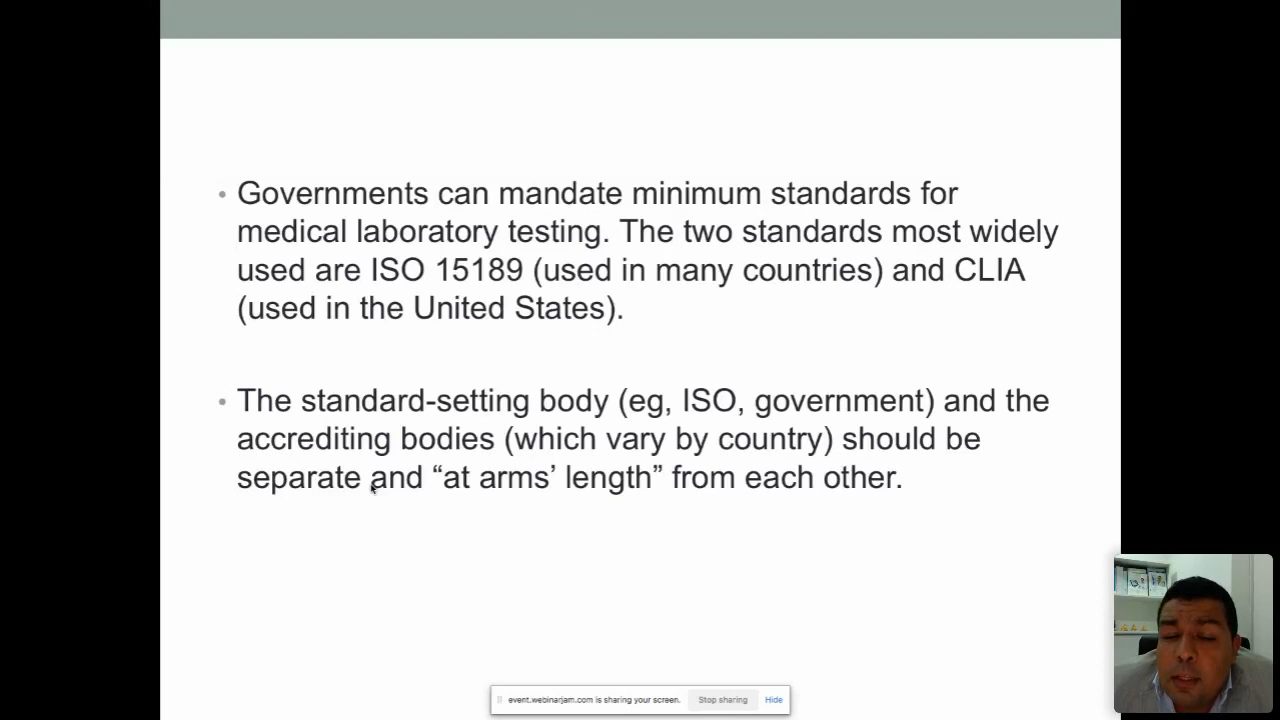 • Governments can mandate minimum standards for
medical laboratory testing. The two standards most widely
used are ISO 15189 (used in many countries) and CLIA
(used in the United States).
• The standard-setting body (eg, ISO, government) and the
accrediting bodies (which vary by country) should be
separate and “at arms’ length” from each other.
event.webinarjam.com is sharing your screen. Stop sharing Hide